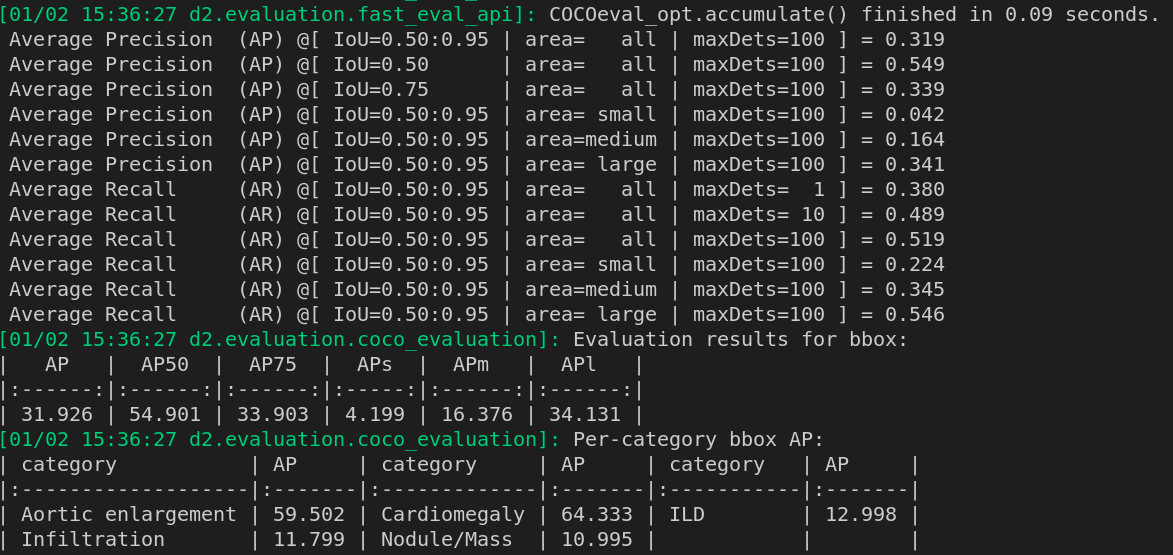 [01/02 15:36:27 d2.evaluation.fast_eval_api]: COCOeval_opt.accumulate() finished in 0.09 seconds.
 Average Precision  (AP) @[ IoU=0.50:0.95 | area=   all | maxDets=100 ] = 0.319
 Average Precision  (AP) @[ IoU=0.50      | area=   all | maxDets=100 ] = 0.549
 Average Precision  (AP) @[ IoU=0.75      | area=   all | maxDets=100 ] = 0.339
 Average Precision  (AP) @[ IoU=0.50:0.95 | area= small | maxDets=100 ] = 0.042
 Average Precision  (AP) @[ IoU=0.50:0.95 | area=medium | maxDets=100 ] = 0.164
 Average Precision  (AP) @[ IoU=0.50:0.95 | area= large | maxDets=100 ] = 0.341
 Average Recall     (AR) @[ IoU=0.50:0.95 | area=   all | maxDets=  1 ] = 0.380
 Average Recall     (AR) @[ IoU=0.50:0.95 | area=   all | maxDets= 10 ] = 0.489
 Average Recall     (AR) @[ IoU=0.50:0.95 | area=   all | maxDets=100 ] = 0.519
 Average Recall     (AR) @[ IoU=0.50:0.95 | area= small | maxDets=100 ] = 0.224
 Average Recall     (AR) @[ IoU=0.50:0.95 | area=medium | maxDets=100 ] = 0.345
 Average Recall     (AR) @[ IoU=0.50:0.95 | area= large | maxDets=100 ] = 0.546
[01/02 15:36:27 d2.evaluation.coco_evaluation]: Evaluation results for bbox:
|   AP   |  AP50  |  AP75  |  APs  |  APm   |  APl   |
|:------:|:------:|:------:|:-----:|:------:|:------:|
| 31.926 | 54.901 | 33.903 | 4.199 | 16.376 | 34.131 |
[01/02 15:36:27 d2.evaluation.coco_evaluation]: Per-category bbox AP:
| category           | AP     | category     | AP     | category   | AP     |
|:-------------------|:-------|:-------------|:-------|:-----------|:-------|
| Aortic enlargement | 59.502 | Cardiomegaly | 64.333 | ILD        | 12.998 |
| Infiltration       | 11.799 | Nodule/Mass  | 10.995 |            |        |